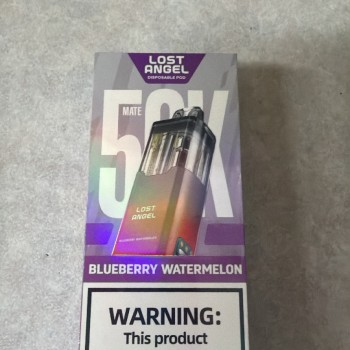 LOST
ANGEL
DISPOSABLE POD
MATE
50K
LOST
ANGEL
BLUEBERRY WATERMELON
BLUEBERRY WATERMELON
WARNING:
This product